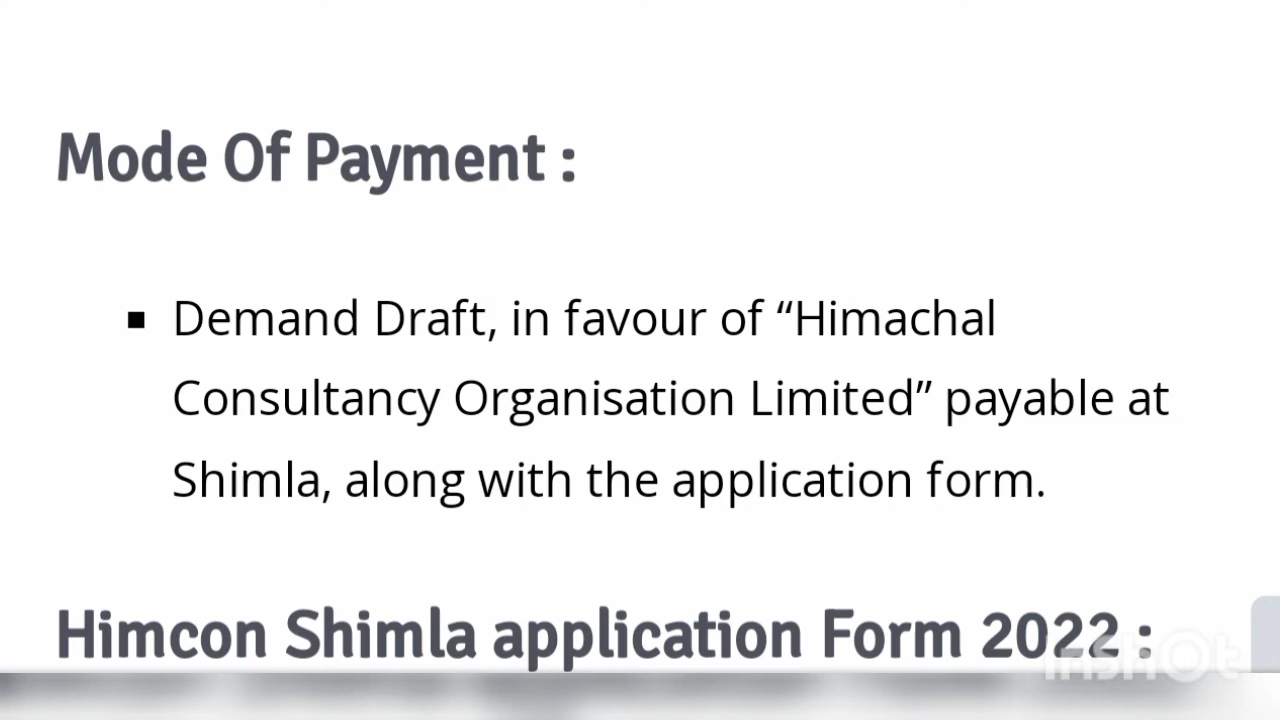 Mode Of Payment :
▪ Demand Draft, in favour of “Himachal
Consultancy Organisation Limited” payable at
Shimla, along with the application form.
Himcon Shimla application Form 2022 :
InShOt